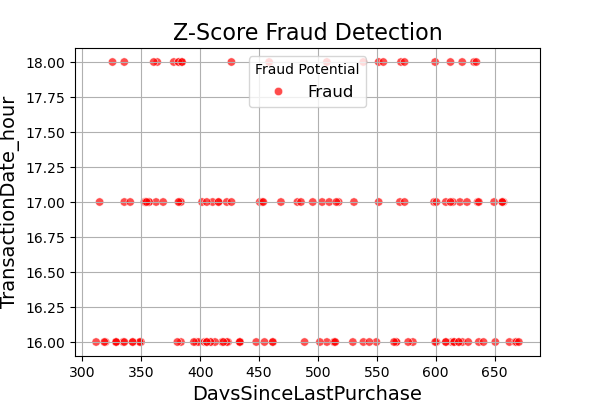 Z-Score Fraud Detection
TransactionDate_hour
18.00
17.75
17.50
17.25
17.00
16.75
16.50
16.25
16.00
Fraud Potential
Fraud
300 350 400 450 500 550 600 650
DaysSinceLastPurchase